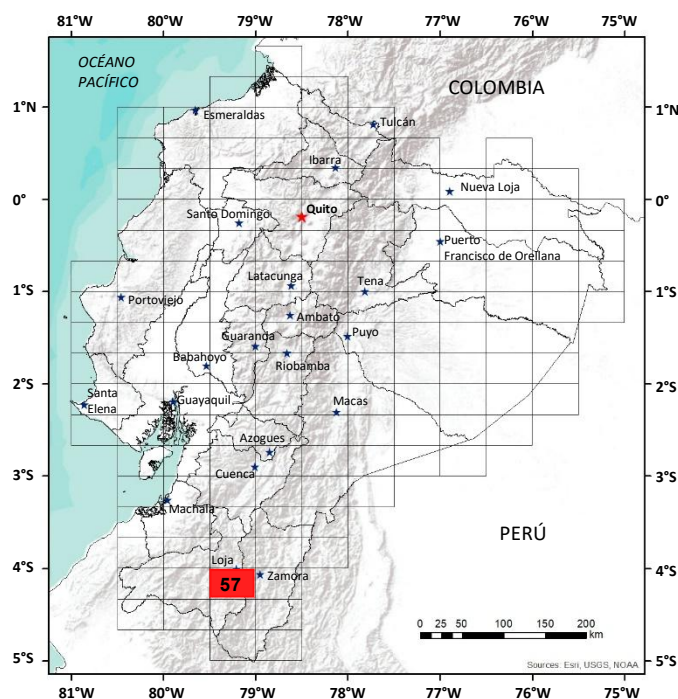 81°W 80°W 79°W 78°W 77°W 76°W 75°W
OCÉANO
PACÍFICO
COLOMBIA
1°N
1°N
Esmeraldas
Tulcán
Ibarra
Nueva Loja
0°
0°
Santo Domingo
Quito
Puerto
Francisco de Orellana
Latacunga
Tena
1°S
1°S
Portoviejo
Ambato
Guaranda
Puyo
Babahoyo
Riobamba
2°S
2°S
Santa
Elena
Guayaquil
Macas
Azogues
Cuenca
3°S
3°S
Machala
PERÚ
Loja
57
Zamora
4°S
4°S
0 25 50 100 150 200
km
5°S
5°S
Sources: Esri, USGS, NOAA
81°W 80°W 79°W 78°W 77°W 76°W 75°W